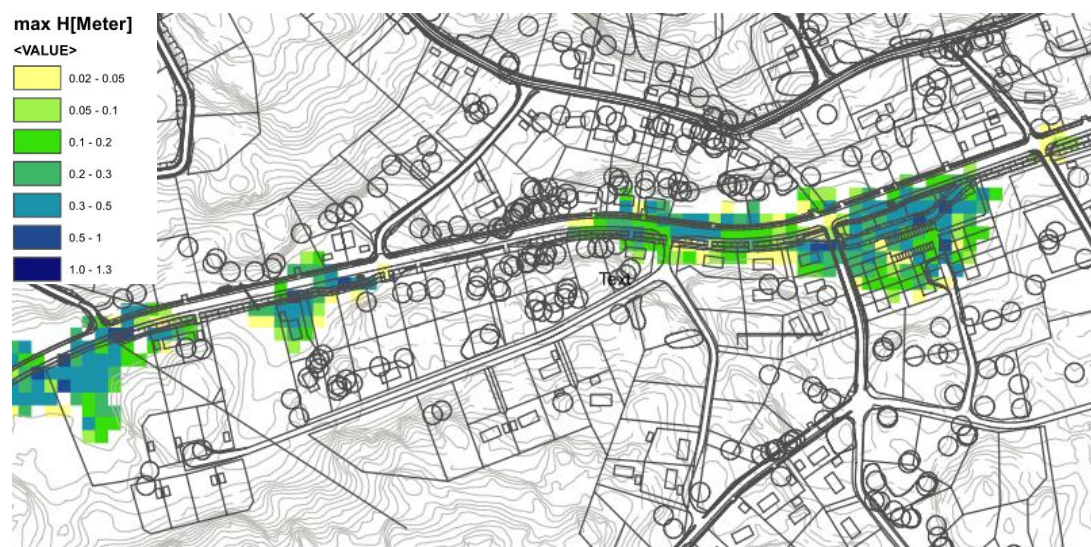 max H[Meter]
<VALUE>
0.02 - 0.05
0.05 - 0.1
0.1 - 0.2
0.2 - 0.3
0.3 - 0.5
0.5 - 1
1.0 - 1.3
Text